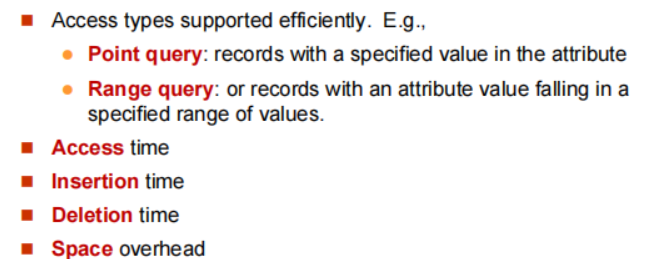 Access types supported efficiently. E.g.,
Point query: records with a specified value in the attribute
Range query: or records with an attribute value falling in a
specified range of values.
Access time
Insertion time
Deletion time
Space overhead